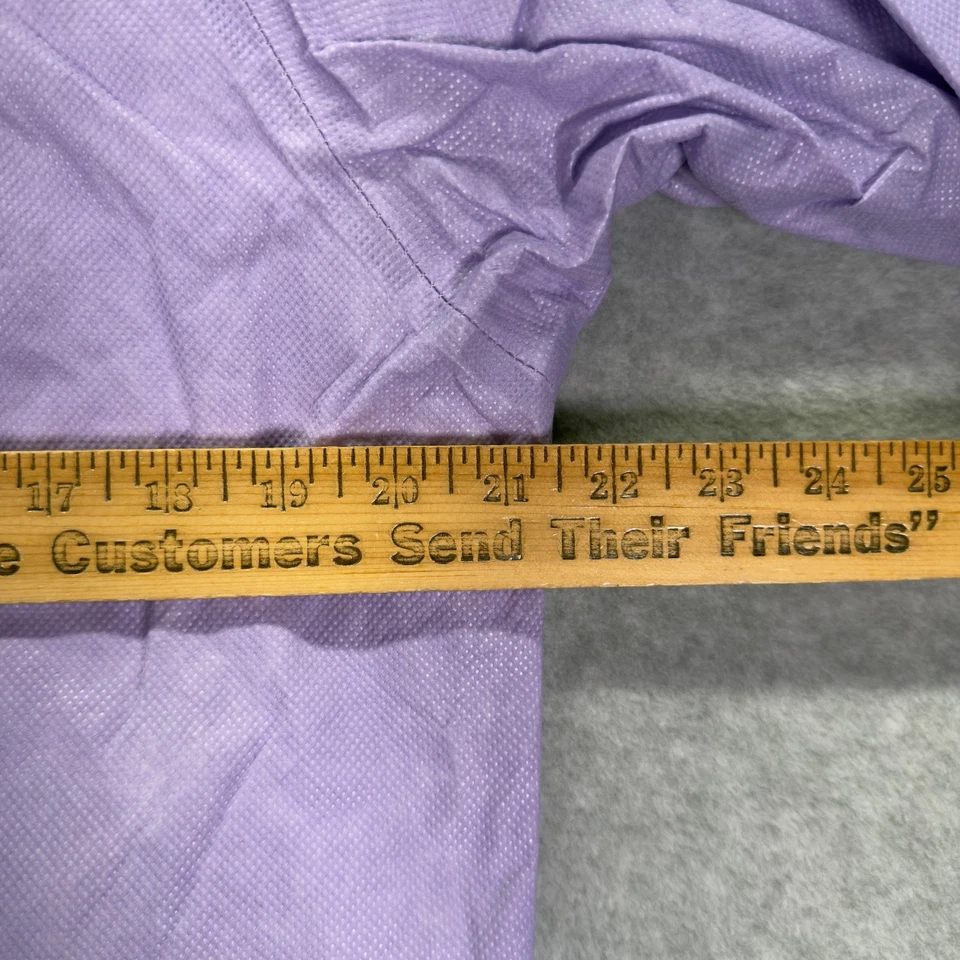 17 18 19 20 21 22 23 24 25
e Customers Send Their Friends”